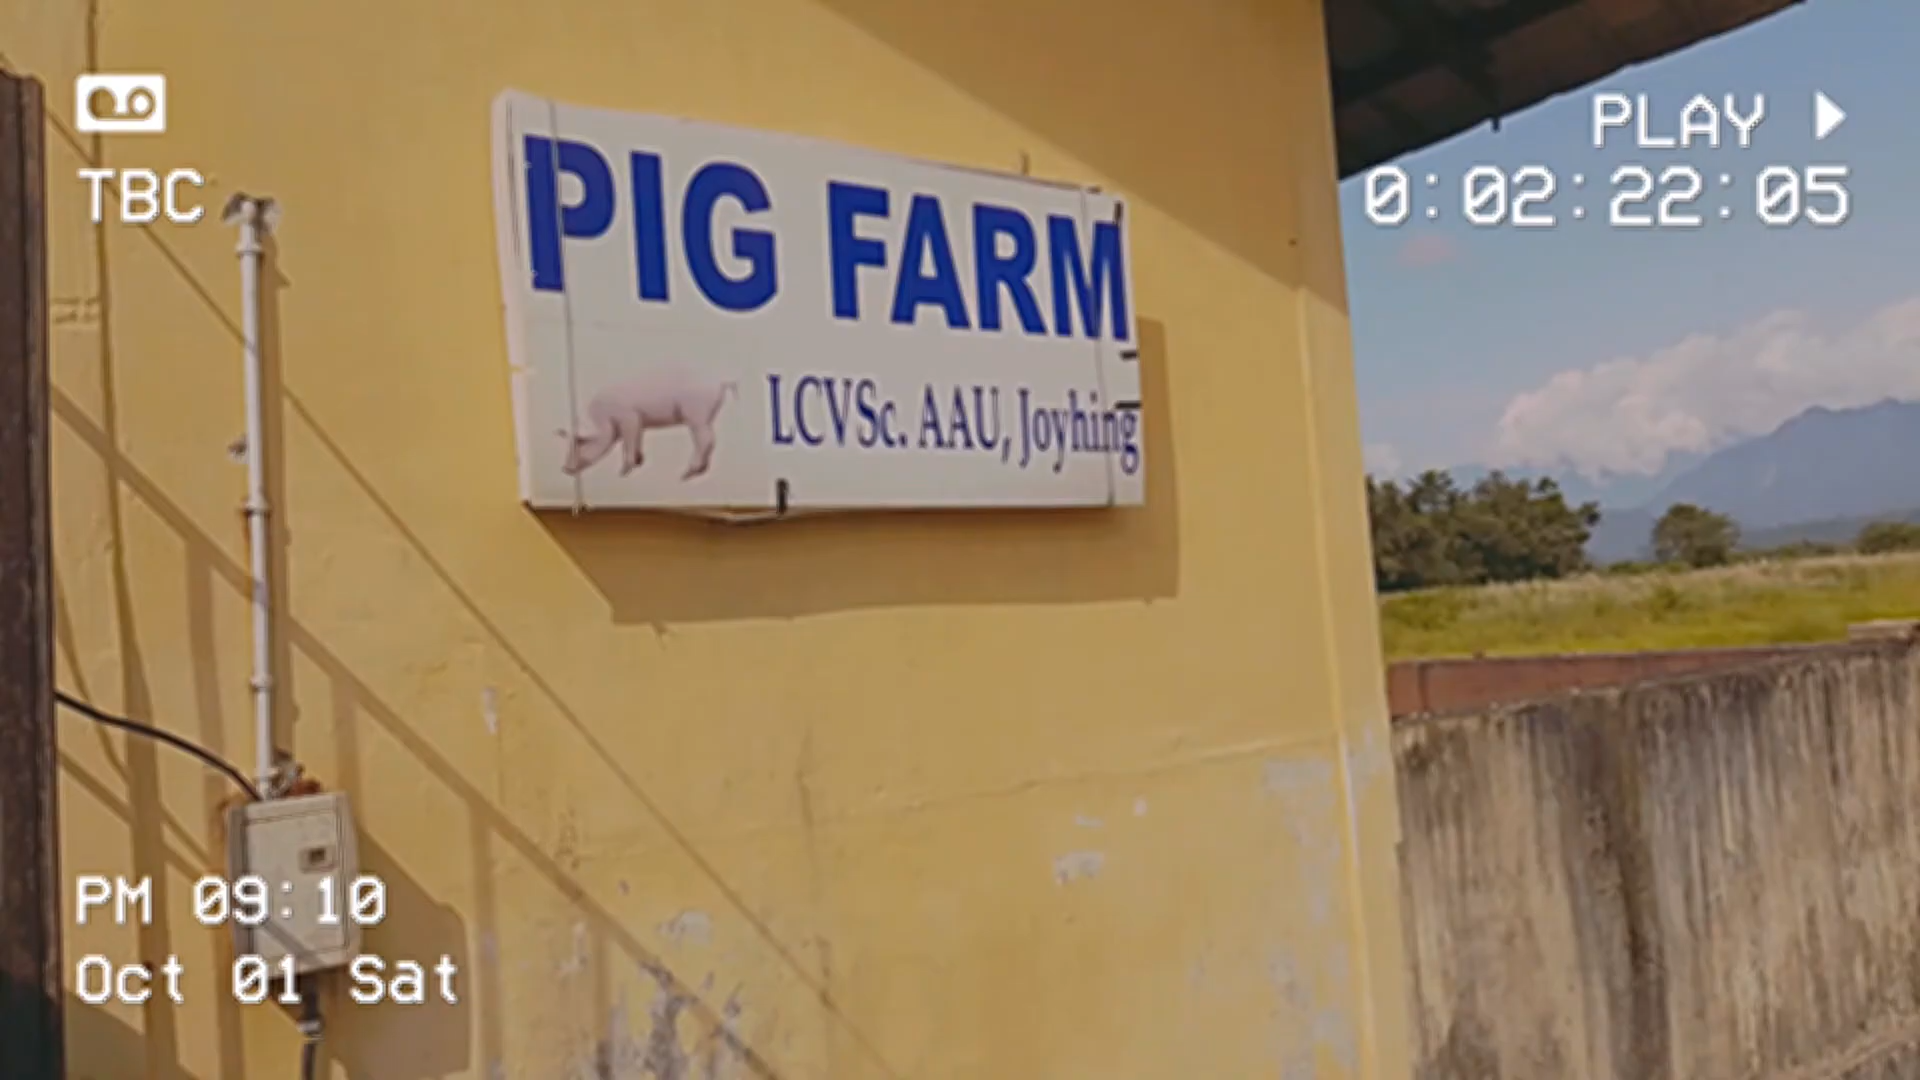 TBC
PLAY
0:02:22:05
PIG FARM
LCVSc. AAU, Joyhing
PM 09:10
Oct 01 Sat